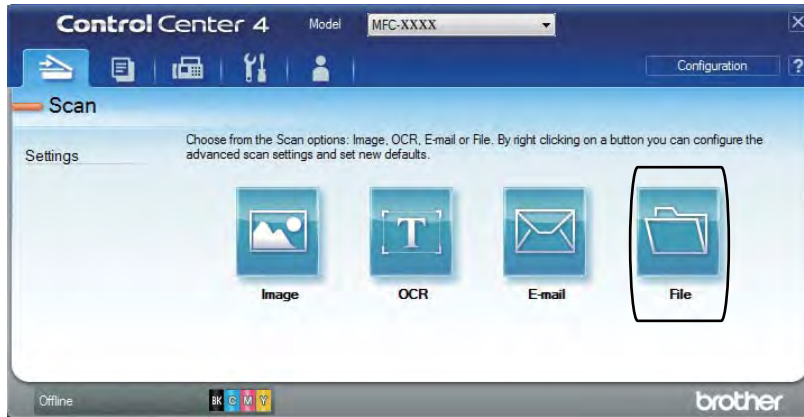 Control Center 4
Model
MFC-XXXX
Configuration
?
Scan
Choose from the Scan options: Image, OCR, E-mail or File. By right clicking on a button you can configure the
advanced scan settings and set new defaults.
Settings
T
Image
OCR
E-mail
File
Offline
BK C M Y
brother